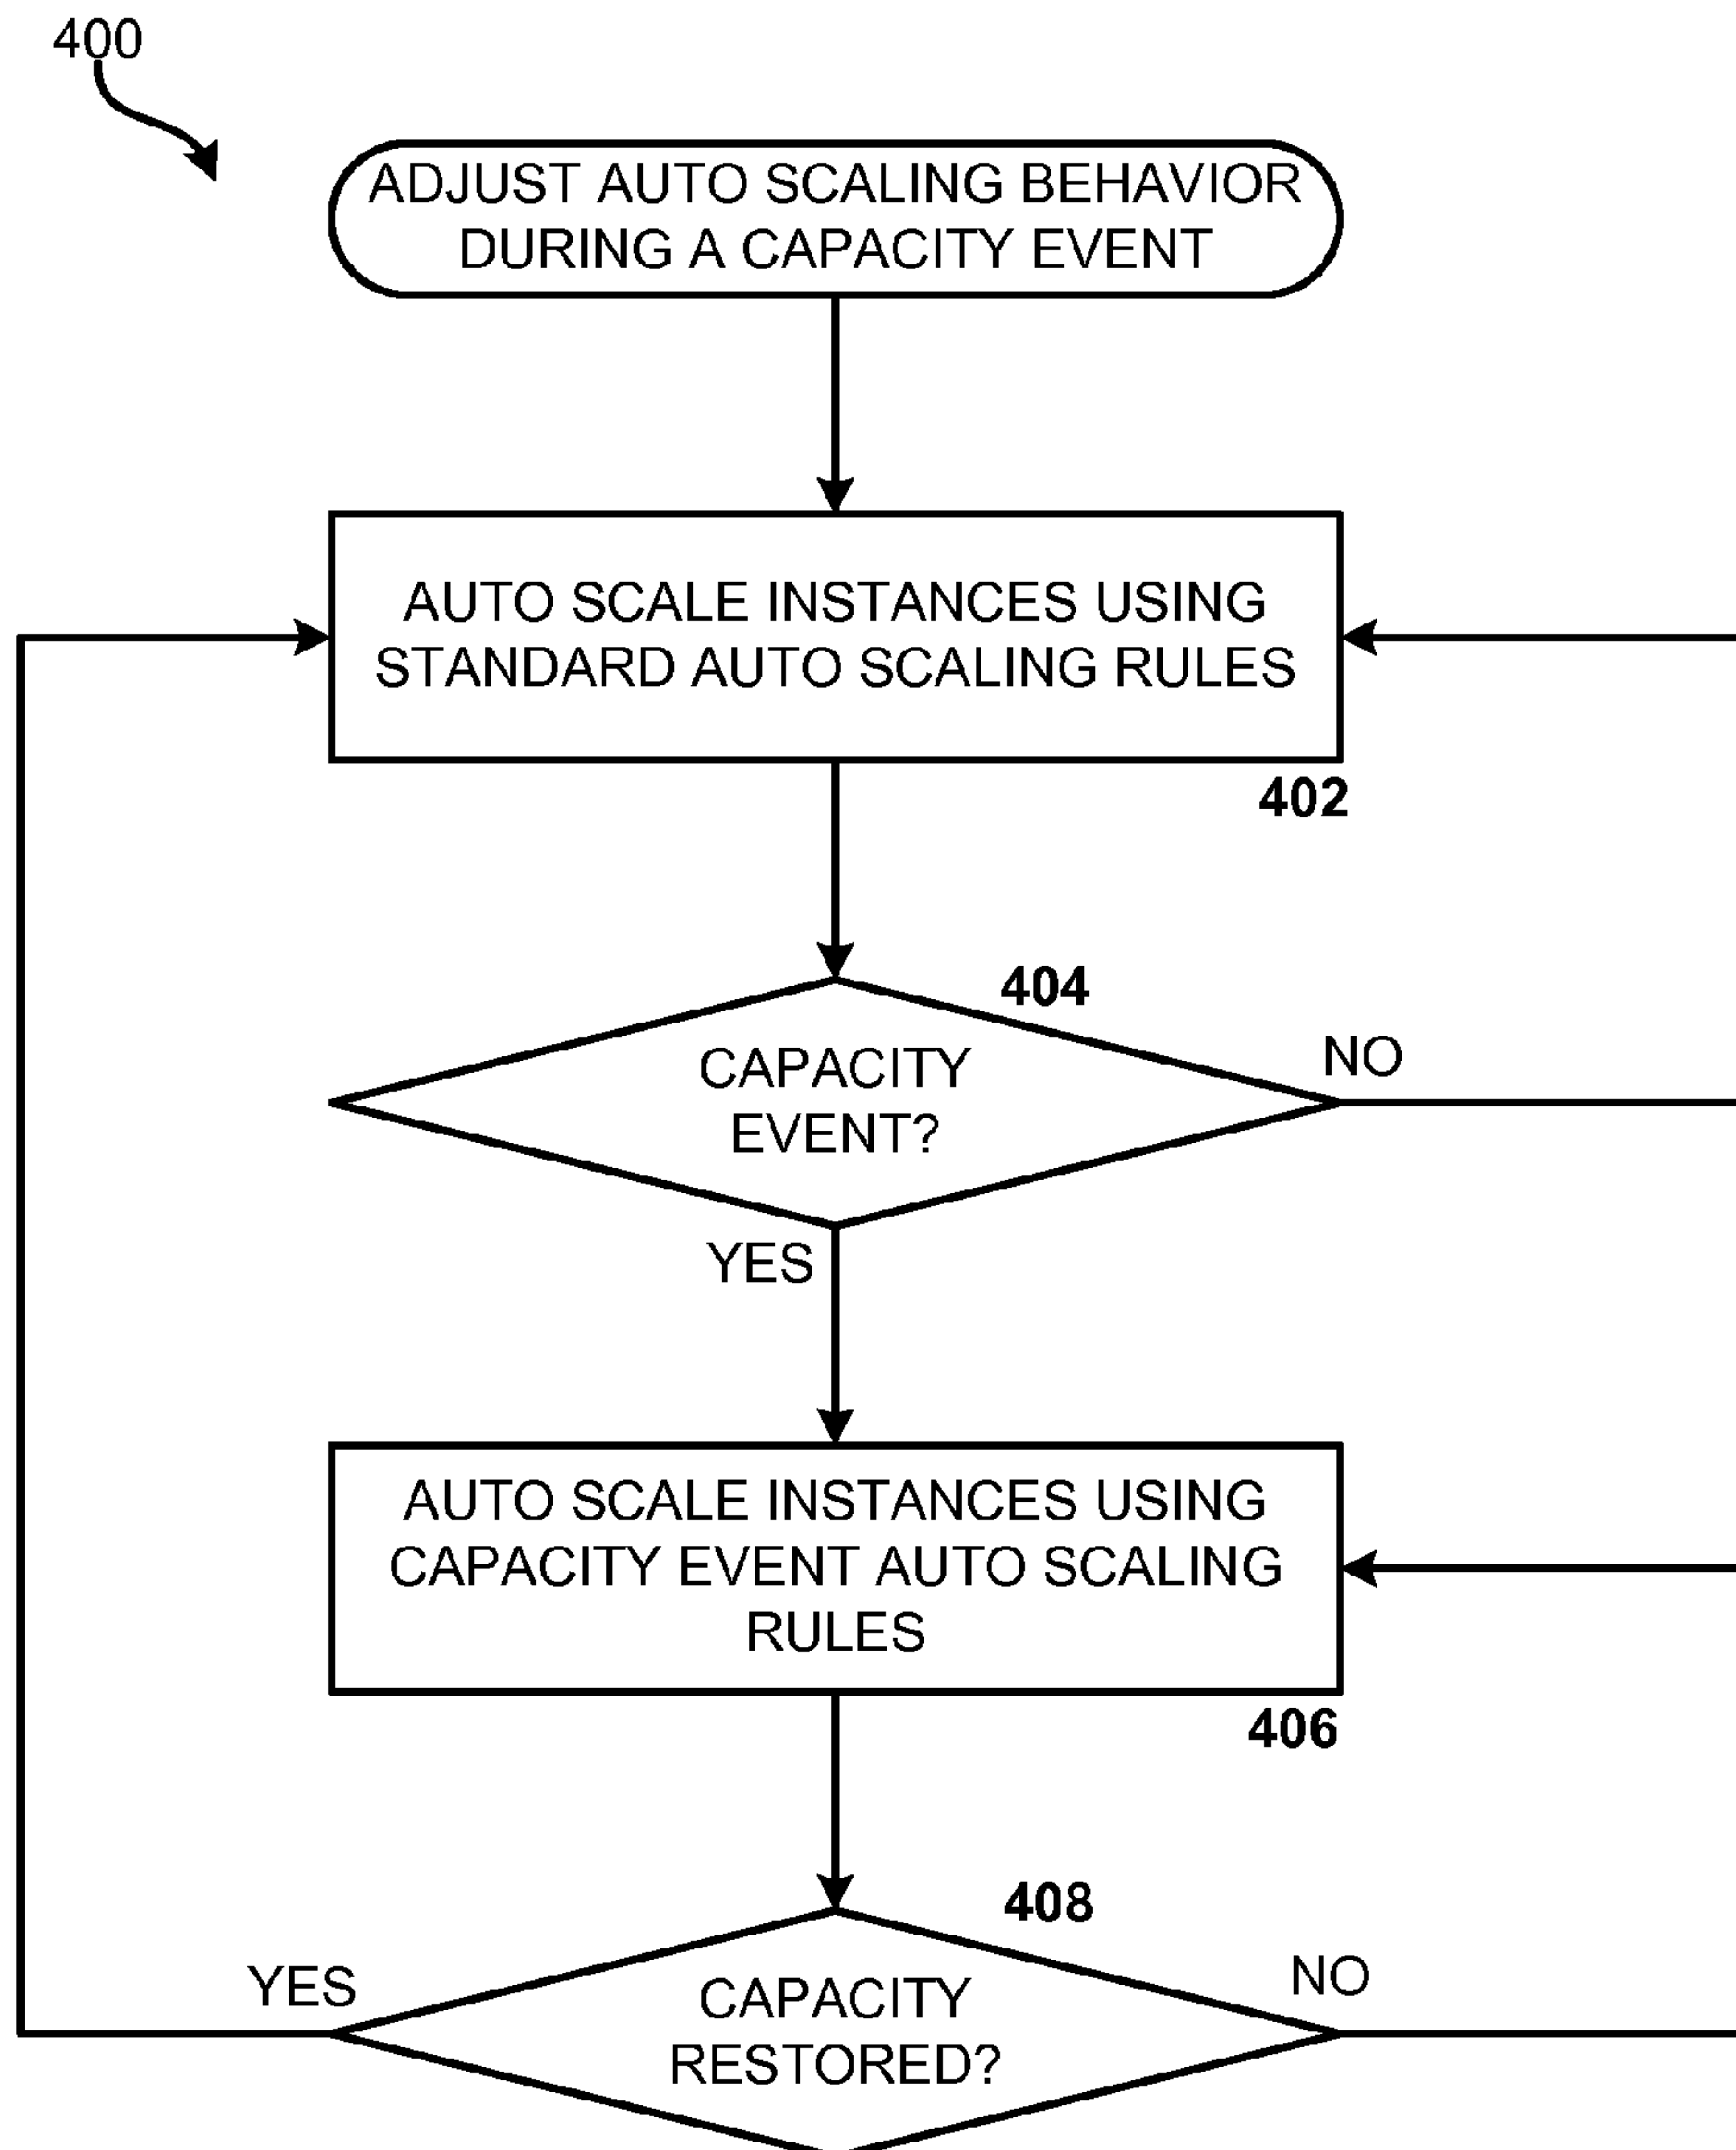 400
ADJUST AUTO SCALING BEHAVIOR
DURING A CAPACITY EVENT
AUTO SCALE INSTANCES USING
STANDARD AUTO SCALING RULES
402
404
CAPACITY
EVENT?
NO
YES
AUTO SCALE INSTANCES USING
CAPACITY EVENT AUTO SCALING
RULES
406
408
YES
CAPACITY
RESTORED?
NO